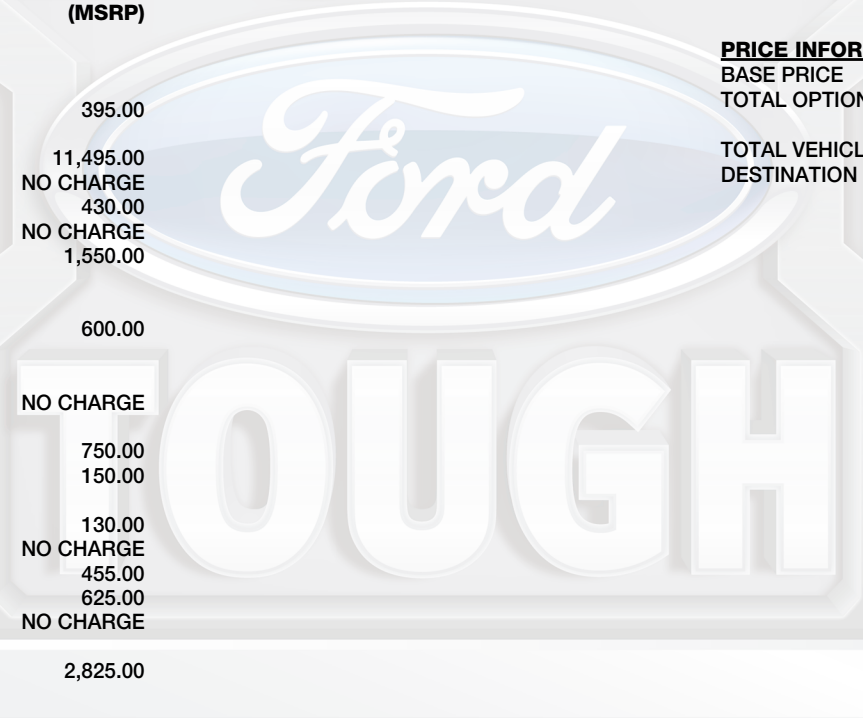 (MSRP)
PRICE INFOR
BASE PRICE
395.00
TOTAL OPTION
11,495.00
TOTAL VEHICL
NO CHARGE
DESTINATION
430.00
NO CHARGE
1,550.00
Ford
600.00
TOUGH
NO CHARGE
750.00
150.00
130.00
NO CHARGE
455.00
625.00
NO CHARGE
2,825.00